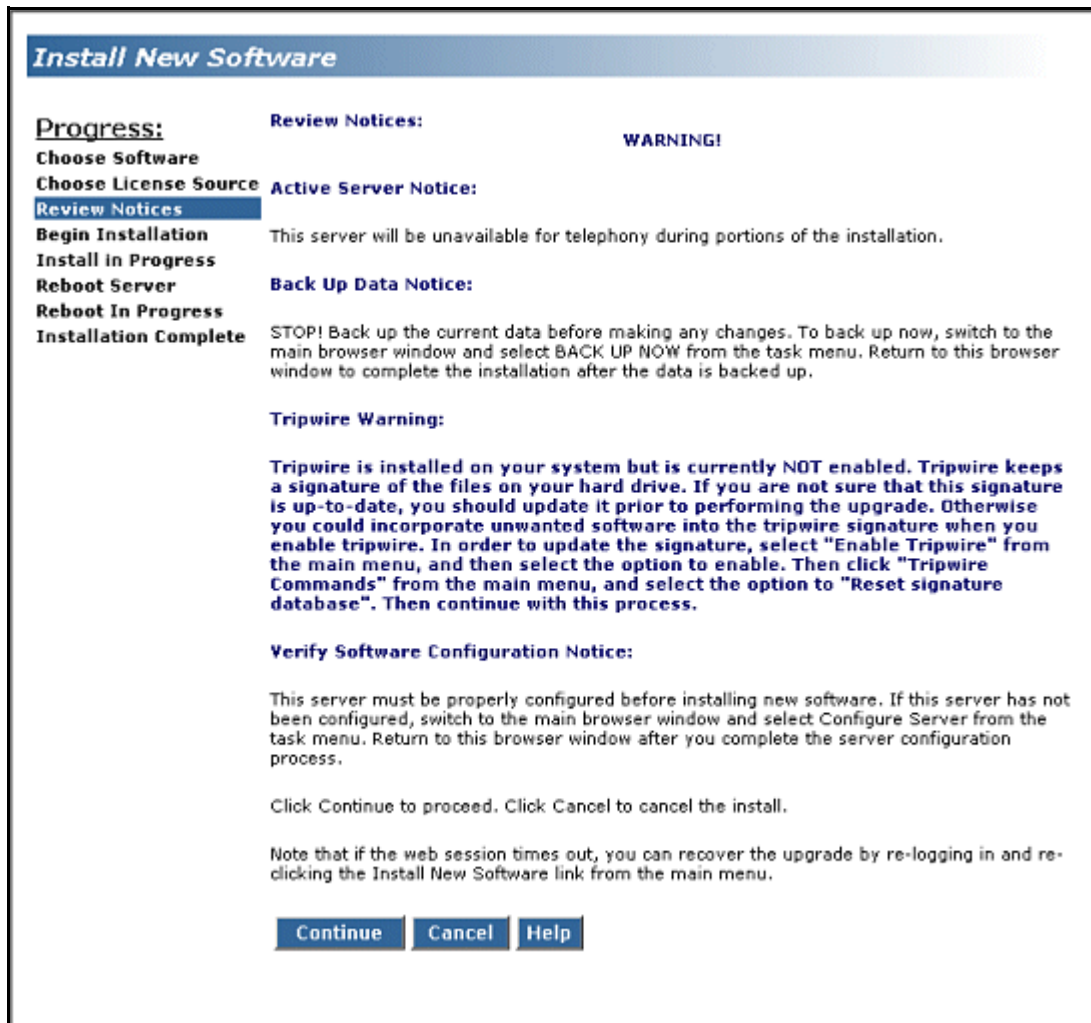 Install New Software
Progress:
Choose Software
Choose License Source
Review Notices
Begin Installation
Install in Progress
Reboot Server
Reboot In Progress
Installation Complete
Review Notices:
WARNING!
Active Server Notice:
This server will be unavailable for telephony during portions of the installation.
Back Up Data Notice:
STOP! Back up the current data before making any changes. To back up now, switch to the
main browser window and select BACK UP NOW from the task menu. Return to this browser
window to complete the installation after the data is backed up.
Tripwire Warning:
Tripwire is installed on your system but is currently NOT enabled. Tripwire keeps
a signature of the files on your hard drive. If you are not sure that this signature
is up-to-date, you should update it prior to performing the upgrade. Otherwise
you could incorporate unwanted software into the tripwire signature when you
enable tripwire. In order to update the signature, select "Enable Tripwire" from
the main menu, and then select the option to enable. Then click "Tripwire
Commands" from the main menu, and select the option to "Reset signature
database". Then continue with this process.
Verify Software Configuration Notice:
This server must be properly configured before installing new software. If this server has not
been configured, switch to the main browser window and select Configure Server from the
task menu. Return to this browser window after you complete the server configuration
process.
Click Continue to proceed. Click Cancel to cancel the install.
Note that if the web session times out, you can recover the upgrade by re-logging in and re-
clicking the Install New Software link from the main menu.
Continue Cancel Help